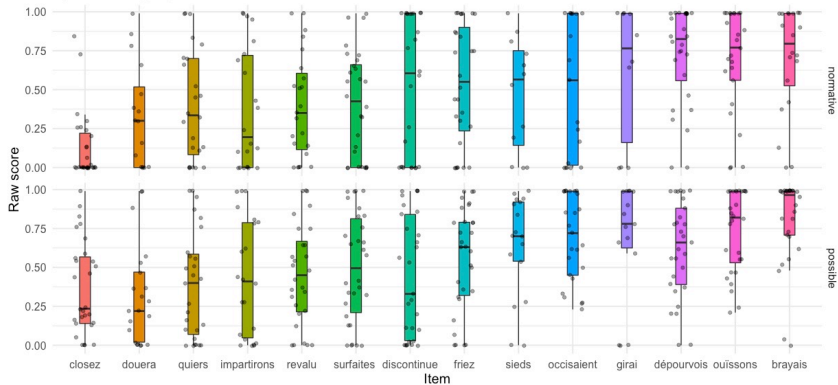 1.00
0.75
0.50
0.25
0.00
normative
1.00
0.75
0.50
0.25
0.00
possible
Raw score
closez douera quiers impartirons revalu surfaites discontinue friez sieds occisaient girai dépourvois ouïssons brayais
Item